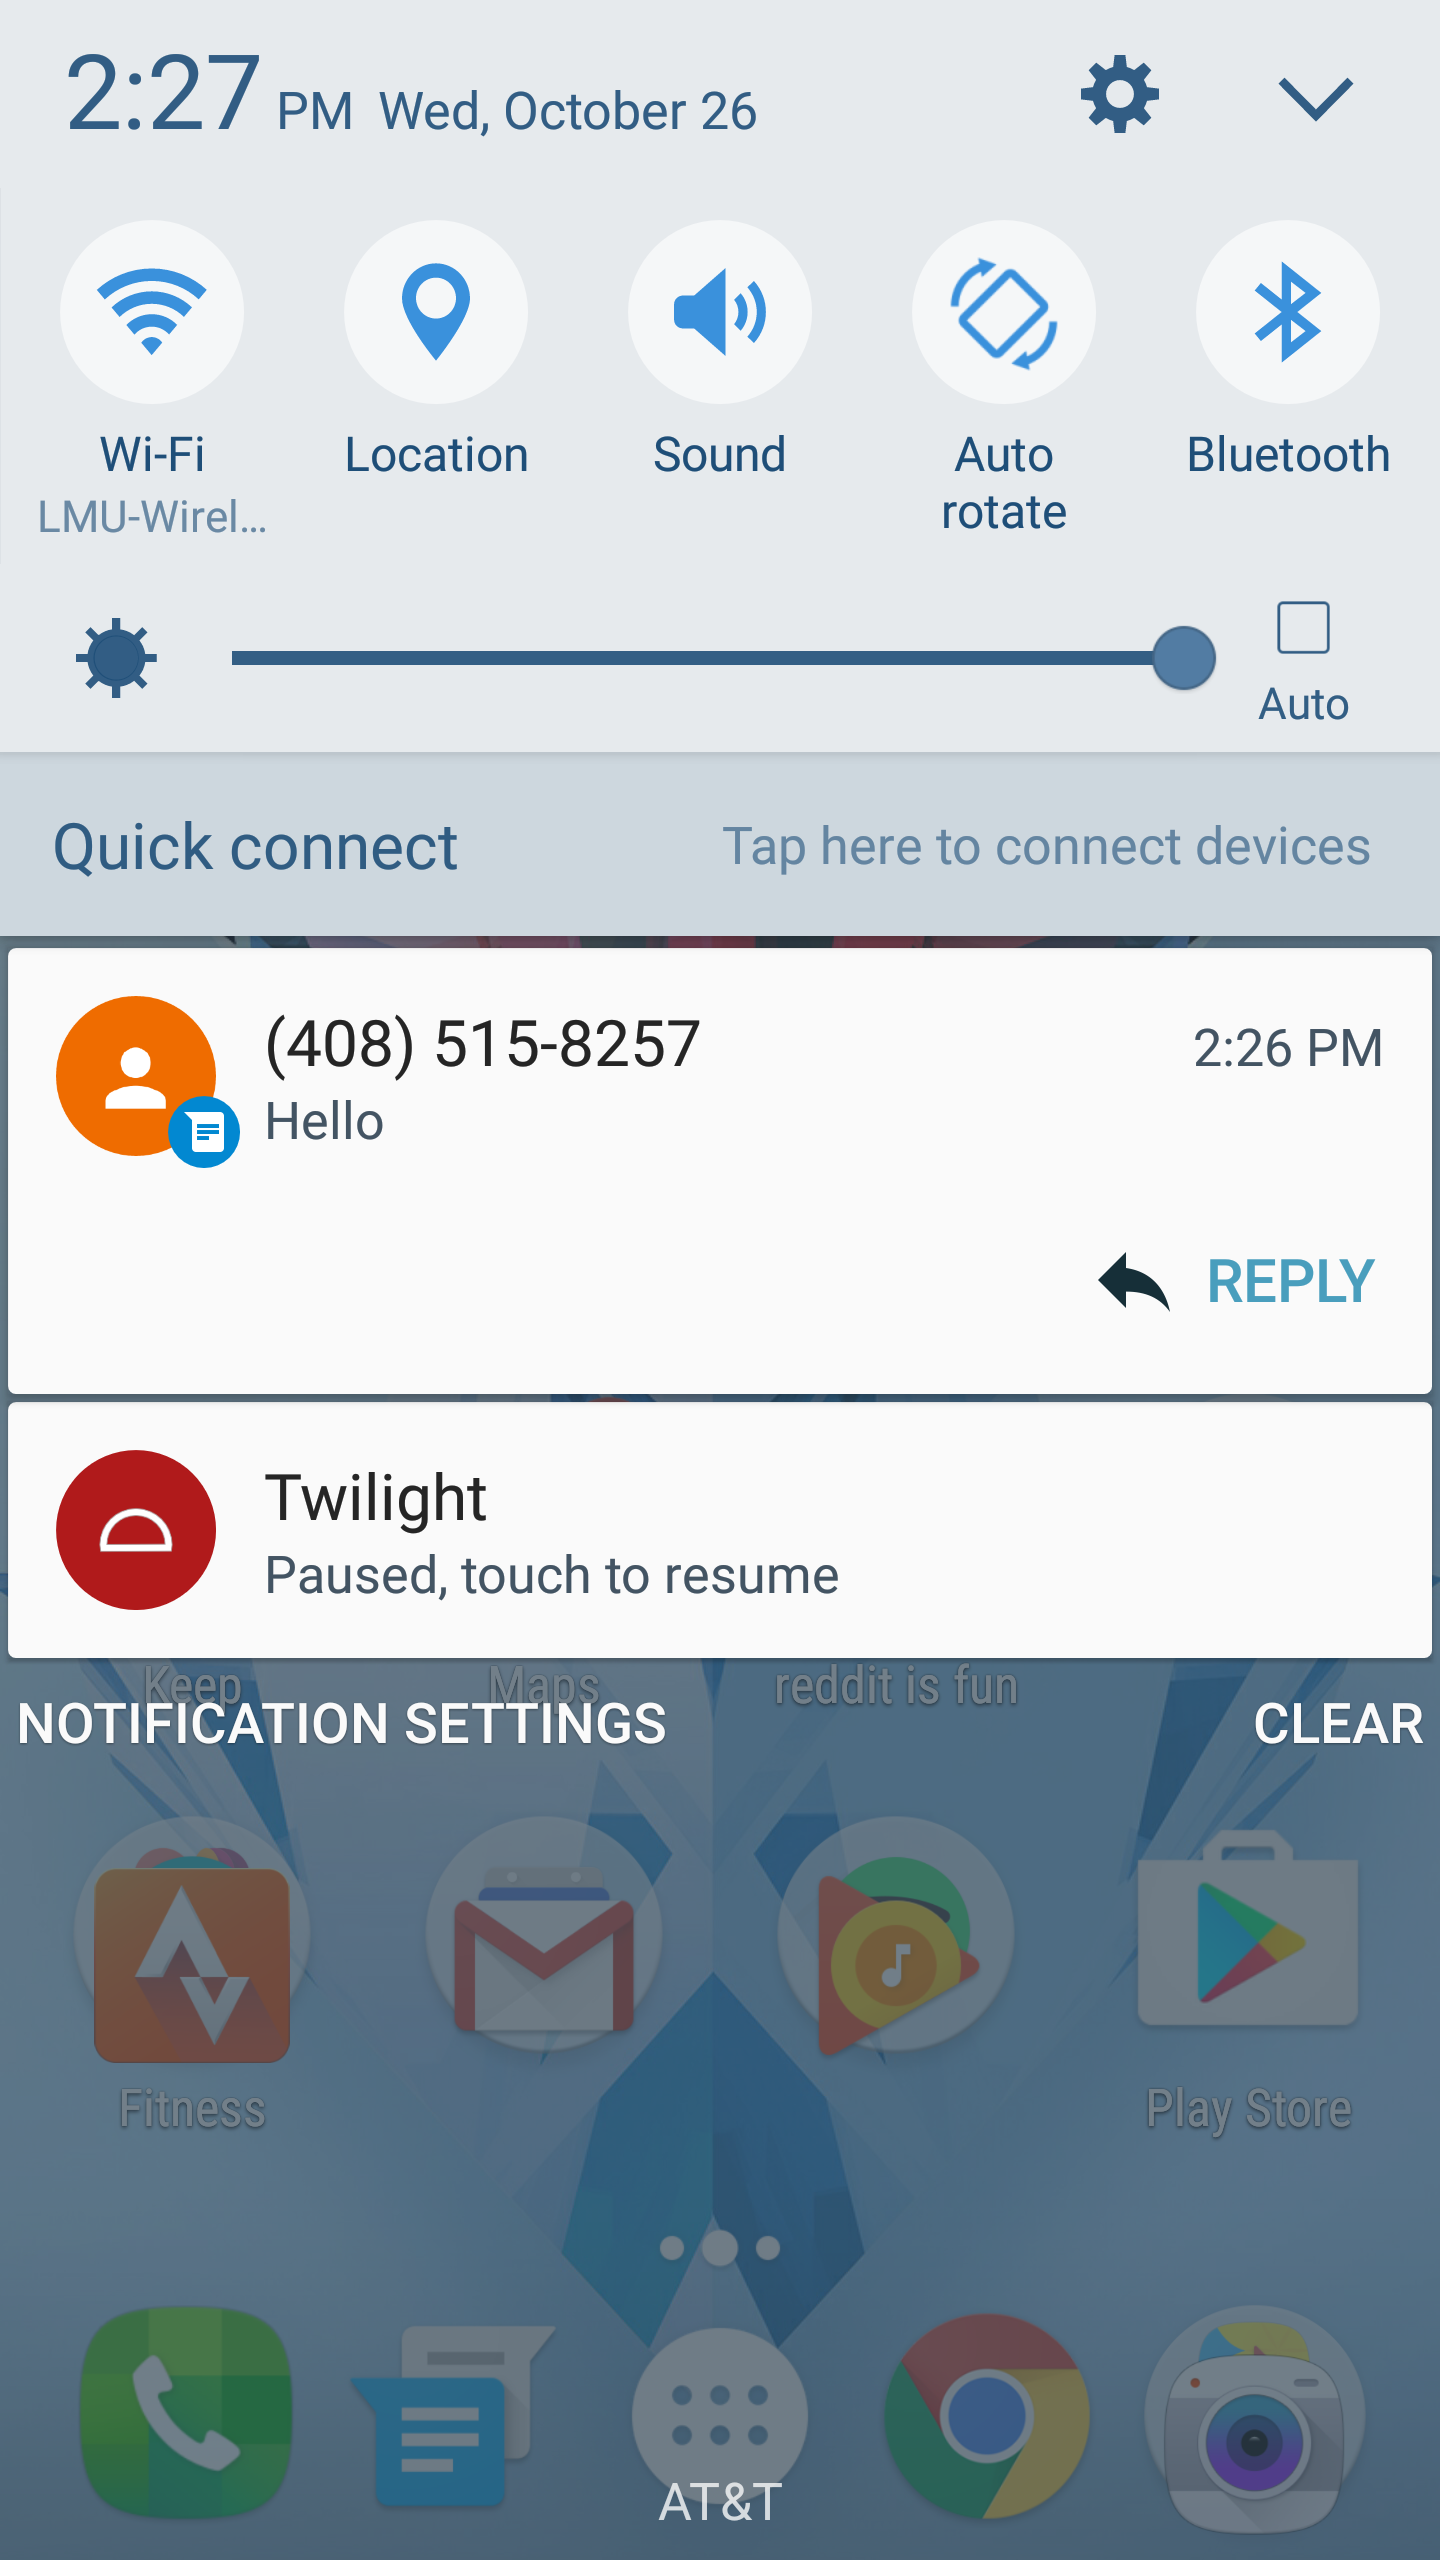 2:27 PM Wed, October 26
Wi-Fi
LMU-Wirel...
Location
Sound
Auto
rotate
Bluetooth
Auto
Quick connect
Tap here to connect devices
(408) 515-8257
2:26 PM
Hello
REPLY
Twilight
Paused, touch to resume
Keep
Maps
reddit is fun
NOTIFICATION SETTINGS
CLEAR
Fitness
Play Store
AT&T